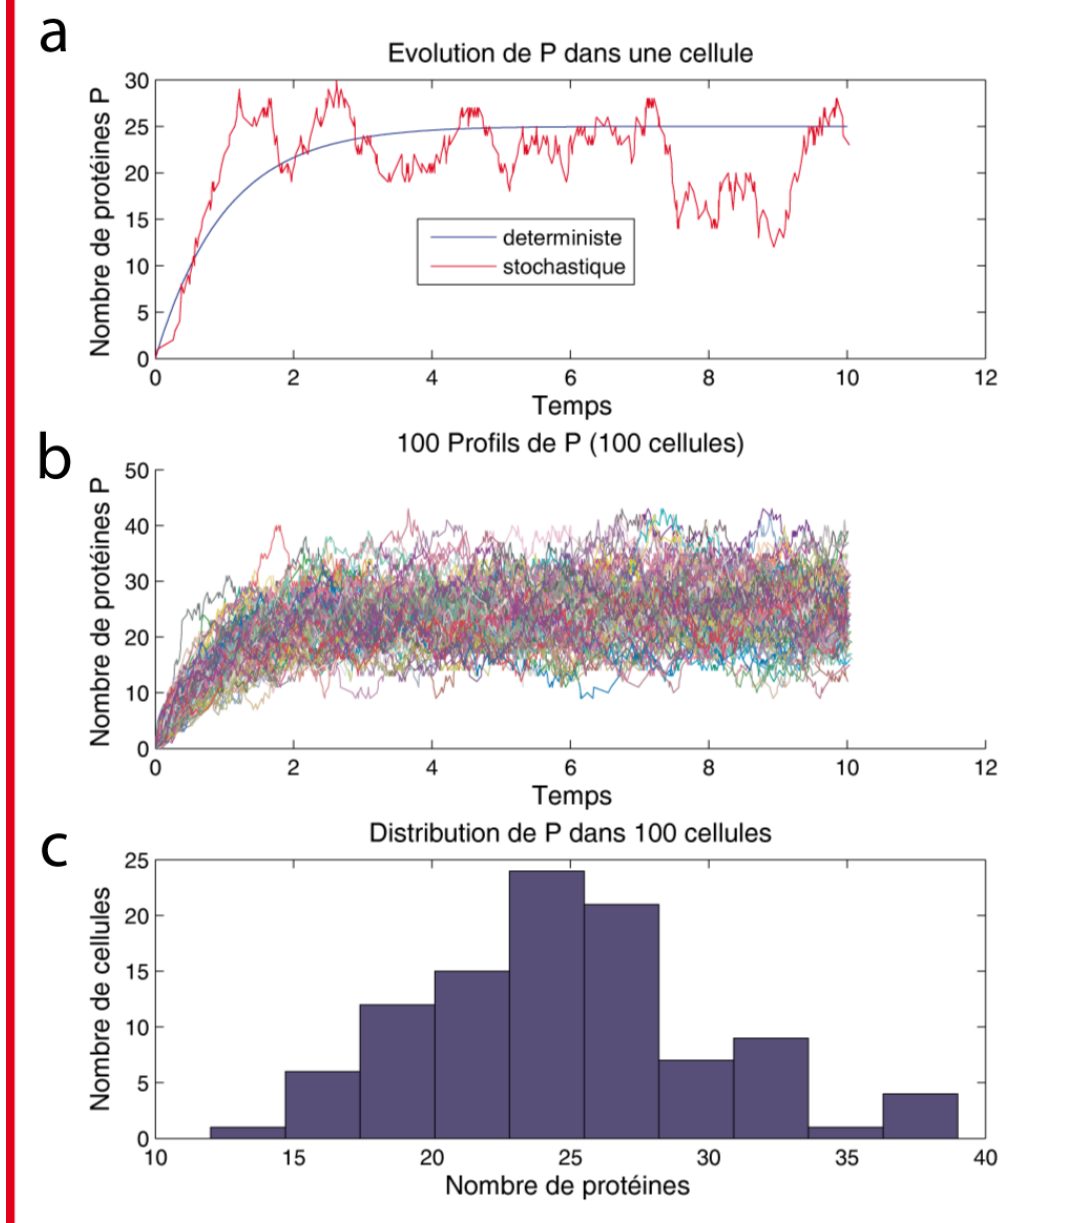 a
Evolution de P dans une cellule
Nombre de protéines P
30
25
20
15
10
5
0
deterministe
stochastique
0 2 4 6 8 10 12
Temps
b
100 Profils de P (100 cellules)
Nombre de protéines P
50
40
30
20
10
0
0 2 4 6 8 10 12
Temps
c
Distribution de P dans 100 cellules
Nombre de cellules
25
20
15
10
5
0
10 15 20 25 30 35 40
Nombre de protéines